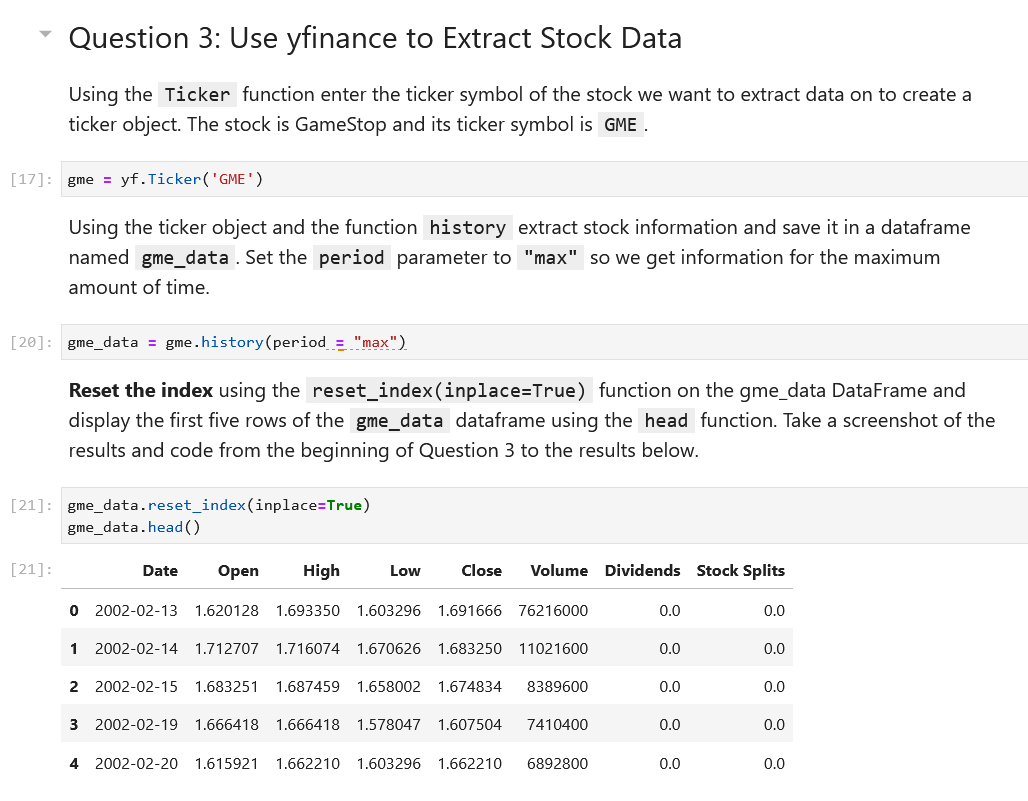 Question 3: Use yfinance to Extract Stock Data
Using the Ticker function enter the ticker symbol of the stock we want to extract data on to create a
ticker object. The stock is GameStop and its ticker symbol is GME .
[17]: gme = yf.Ticker('GME')
Using the ticker object and the function history extract stock information and save it in a dataframe
named gme_data . Set the period parameter to "max" so we get information for the maximum
amount of time.
[20]: gme_data = gme.history(period = "max")
Reset the index using the reset_index(inplace=True) function on the gme_data DataFrame and
display the first five rows of the gme_data dataframe using the head function. Take a screenshot of the
results and code from the beginning of Question 3 to the results below.
[21]: gme_data.reset_index(inplace=True)
gme_data.head()
[21]: Date Open High Low Close Volume Dividends Stock Splits
0 2002-02-13 1.620128 1.693350 1.603296 1.691666 76216000 0.0 0.0
1 2002-02-14 1.712707 1.716074 1.670626 1.683250 11021600 0.0 0.0
2 2002-02-15 1.683251 1.687459 1.658002 1.674834 8389600 0.0 0.0
3 2002-02-19 1.666418 1.666418 1.578047 1.607504 7410400 0.0 0.0
4 2002-02-20 1.615921 1.662210 1.603296 1.662210 6892800 0.0 0.0